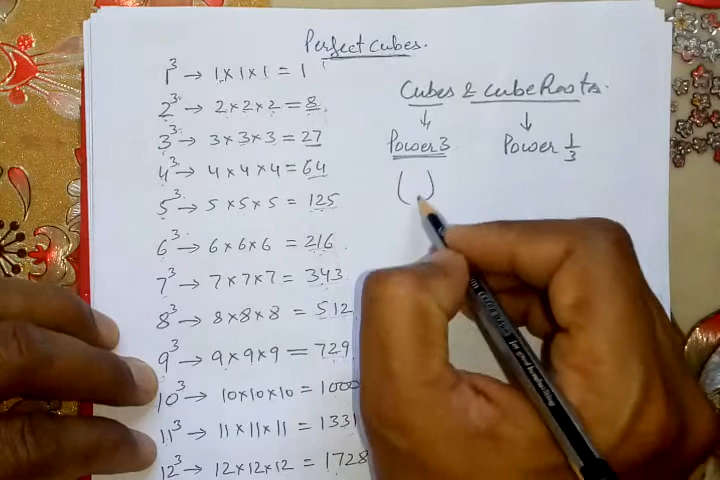 Perfect cubes.
1³ → 1×1×1 = 1
2³ → 2×2×2 = 8.
3³ → 3×3×3 = 27
4³ → 4×4×4 = 64
5³ → 5×5×5 = 125
6³ → 6×6×6 = 216
7³ → 7×7×7 = 343
8³ → 8×8×8 = 512
9³ → 9×9×9 = 729
10³ → 10×10×10 = 1000
11³ → 11×11×11 = 1331
12³ → 12×12×12 = 1728
Cubes & cube Roots.
↓ ↓
Power 3 Power 1/3
( )
for good handwriting